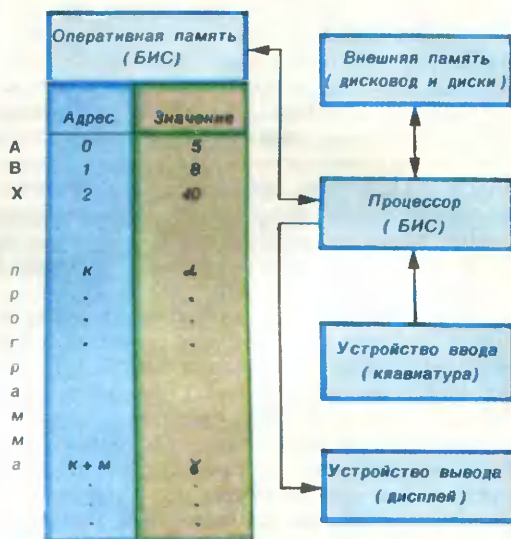 Оперативная память
(БИС)
Адрес Значение
А 0 5
В 1 8
Х 2 40
п к α
р
о
г
р
а
м
м
а к + м γ
Внешняя память
(дисковод и диски)
Процессор
(БИС)
Устройство ввода
(клавиатура)
Устройство вывода
(дисплей)